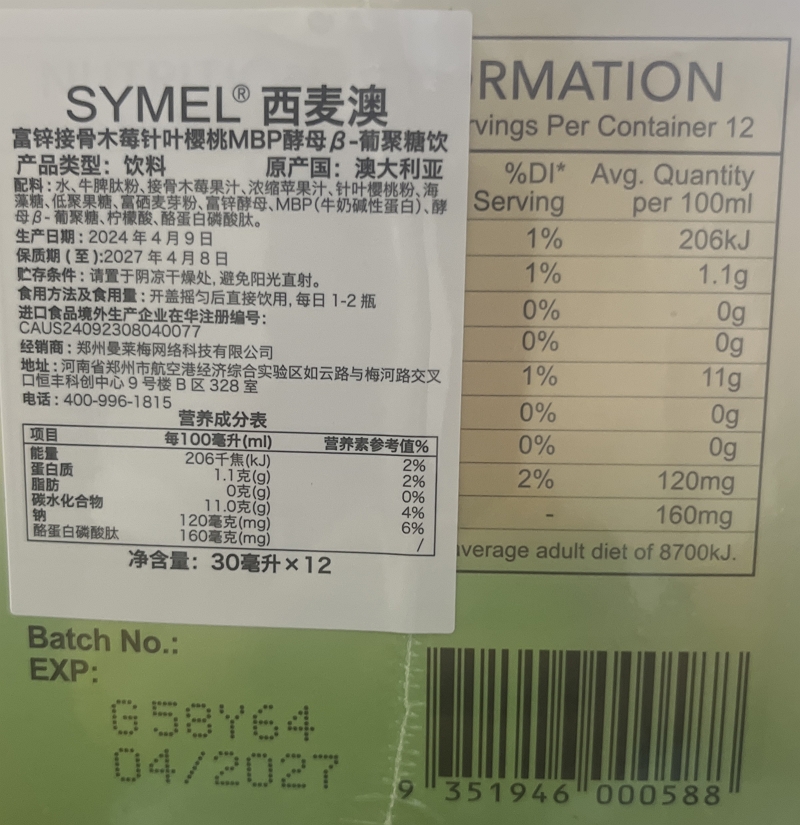 SYMEL® 西麦澳
富锌接骨木莓针叶樱桃MBP酵母β-葡聚糖饮
产品类型：饮料 原产国：澳大利亚
配料：水、牛脾肽粉、接骨木莓果汁、浓缩苹果汁、针叶樱桃粉、海
藻糖、低聚果糖、富硒麦芽粉、富锌酵母、MBP(牛奶碱性蛋白)、酵
母β-葡聚糖、柠檬酸、酪蛋白磷酸肽。
生产日期：2024 年 4 月 9 日
保质期(至):2027 年 4 月 8 日
贮存条件：请置于阴凉干燥处，避免阳光直射。
食用方法及食用量：开盖摇匀后直接饮用，每日 1-2 瓶
进口食品境外生产企业在华注册编号：
CAUS24092308040077
经销商：郑州曼莱梅网络科技有限公司
地址：河南省郑州市航空港经济综合实验区如云路与梅河路交叉
口恒丰科创中心 9 号楼 B 区 328 室
电话：400-996-1815
营养成分表
项目 每100毫升(ml) 营养素参考值%
能量 206千焦(kJ) 2%
蛋白质 1.1克(g) 2%
脂肪 0克(g) 0%
碳水化合物 11.0克(g) 4%
钠 120毫克(mg) 6%
酪蛋白磷酸肽 160毫克(mg) /
净含量：30毫升×12
RMATION
rvings Per Container 12
%DI* Avg. Quantity
Serving per 100ml
1% 206kJ
1% 1.1g
0% 0g
0% 0g
1% 11g
0% 0g
0% 0g
2% 120mg
- 160mg
verage adult diet of 8700kJ.
Batch No.:
EXP:
G58Y64
04/2027
9 351946 000588